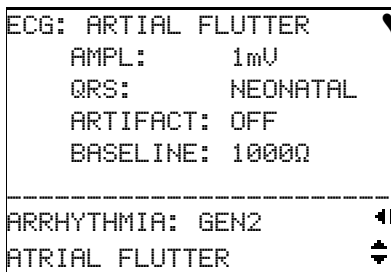 ECG: ARTIAL FLUTTER
AMPL: 1mV
QRS: NEONATAL
ARTIFACT: OFF
BASELINE: 1000Ω
ARRHYTHMIA: GEN2
ATRIAL FLUTTER